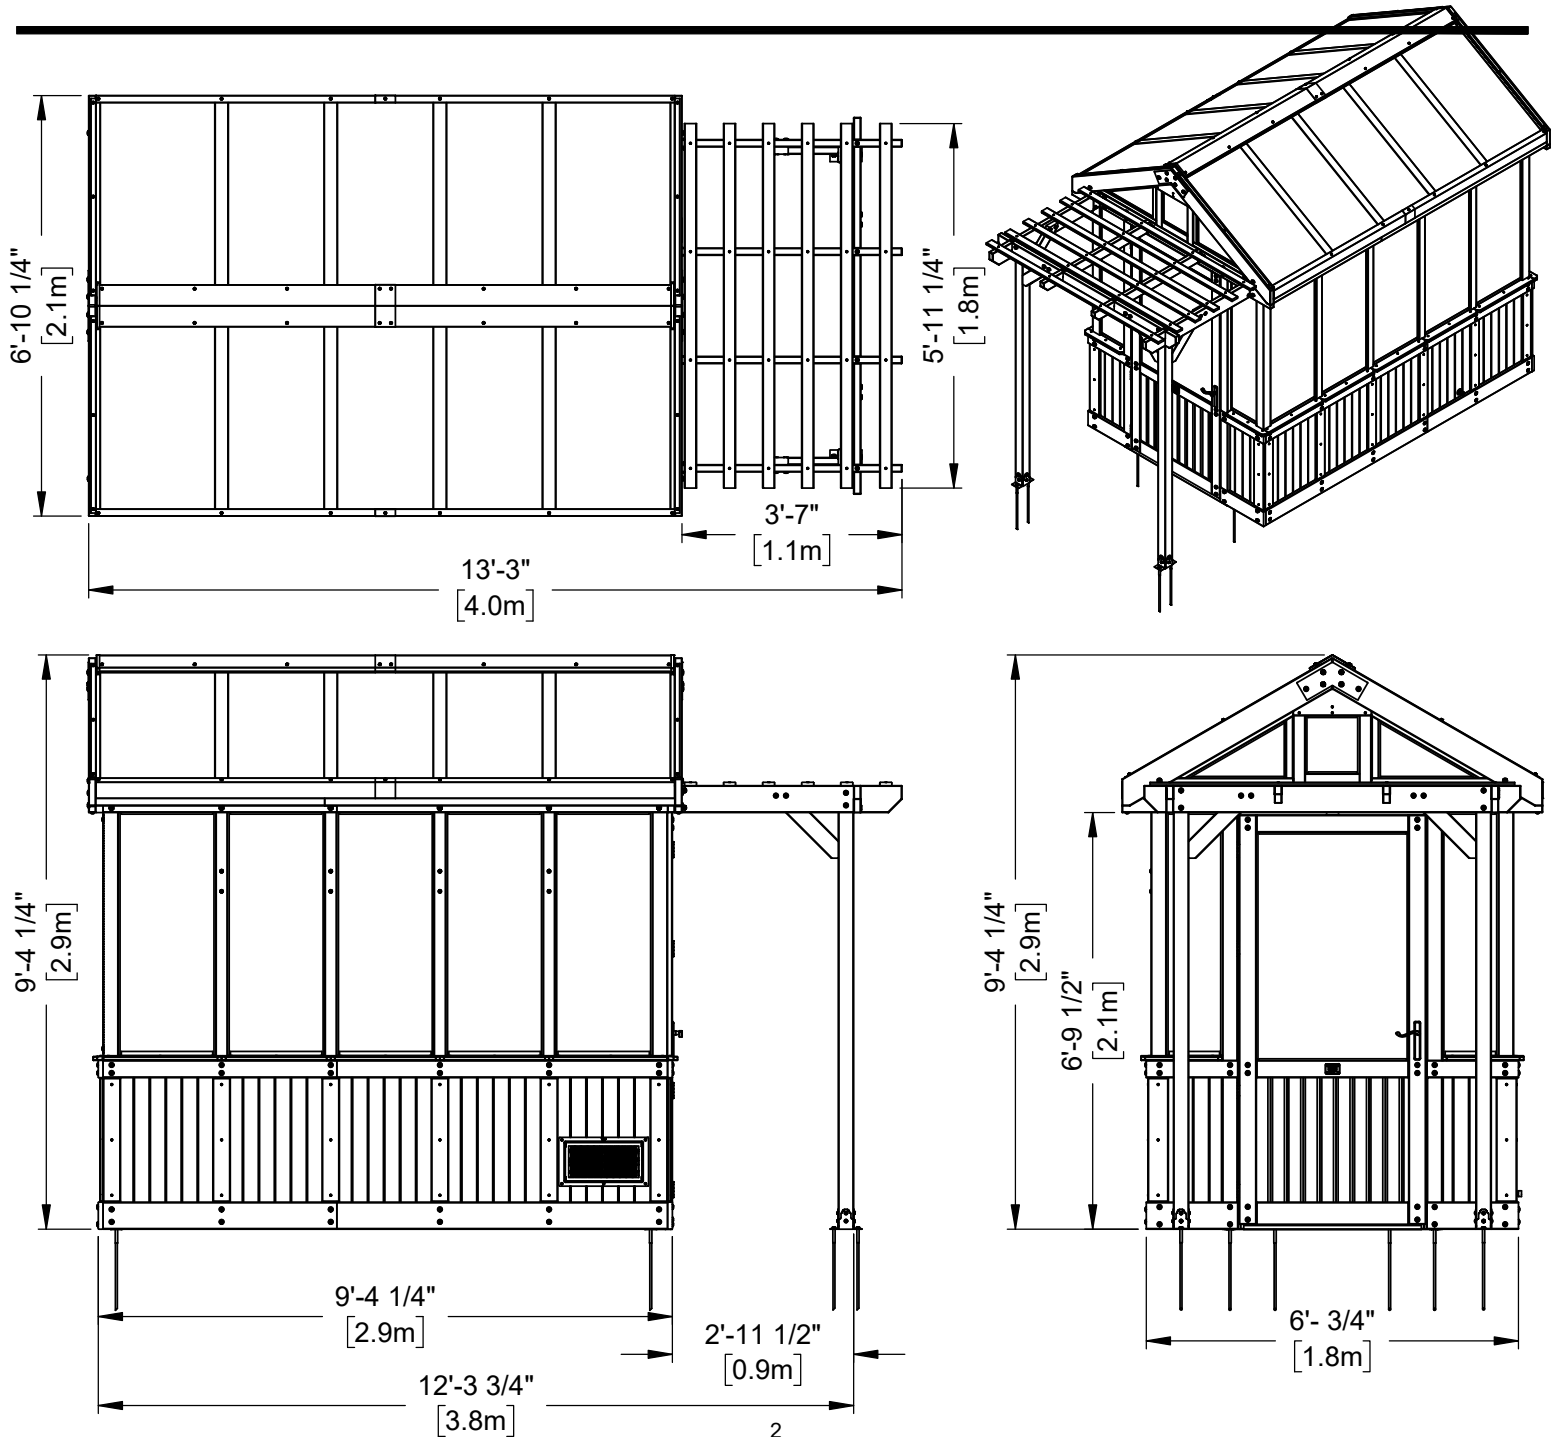 6'-10 1/4"
[2.1m]
5'-11 1/4"
[1.8m]
3'-7"
[1.1m]
13'-3"
[4.0m]
9'-4 1/4"
[2.9m]
9'-4 1/4"
[2.9m]
6'-9 1/2"
[2.1m]
9'-4 1/4"
[2.9m]
2'-11 1/2"
[0.9m]
12'-3 3/4"
[3.8m]
6'- 3/4"
[1.8m]
2